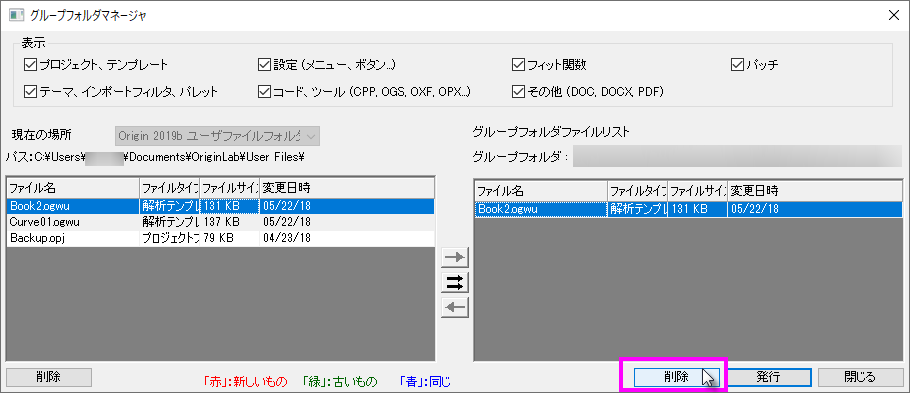 グループフォルダマネージャ
表示
プロジェクト、テンプレート 設定 (メニュー、ボタン...) フィット関数 パッチ
テーマ、インポートフィルタ、パレット コード、ツール (CPP, OGS, OXF, OPX...) その他 (DOC, DOCX, PDF)
現在の場所 Origin 2019b ユーザファイルフォルダ
パス:C:¥Users¥ ¥Documents¥OriginLab¥User Files¥
ファイル名 ファイルタイプ ファイルサイズ 変更日時
Book2.ogwu 解析テンプレ 131 KB 05/22/18
Curve01.ogwu 解析テンプレ 137 KB 05/22/18
Backup.opj プロジェクトフ 79 KB 04/23/18
グループフォルダファイルリスト
グループフォルダ :
ファイル名 ファイルタイプ ファイルサイズ 変更日時
Book2.ogwu 解析テンプレ 131 KB 05/22/18
削除 「赤」:新しいもの 「緑」:古いもの 「青」:同じ 削除 発行 閉じる